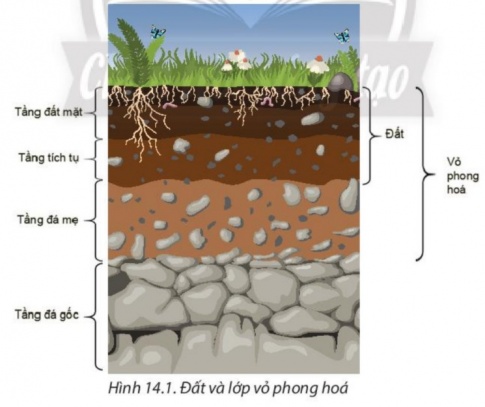 C
tạo
Tầng đất mặt
Đất
Tầng tích tụ
Vỏ
phong
hoá
Tầng đá mẹ
Tầng đá gốc
Hình 14.1. Đất và lớp vỏ phong hoá